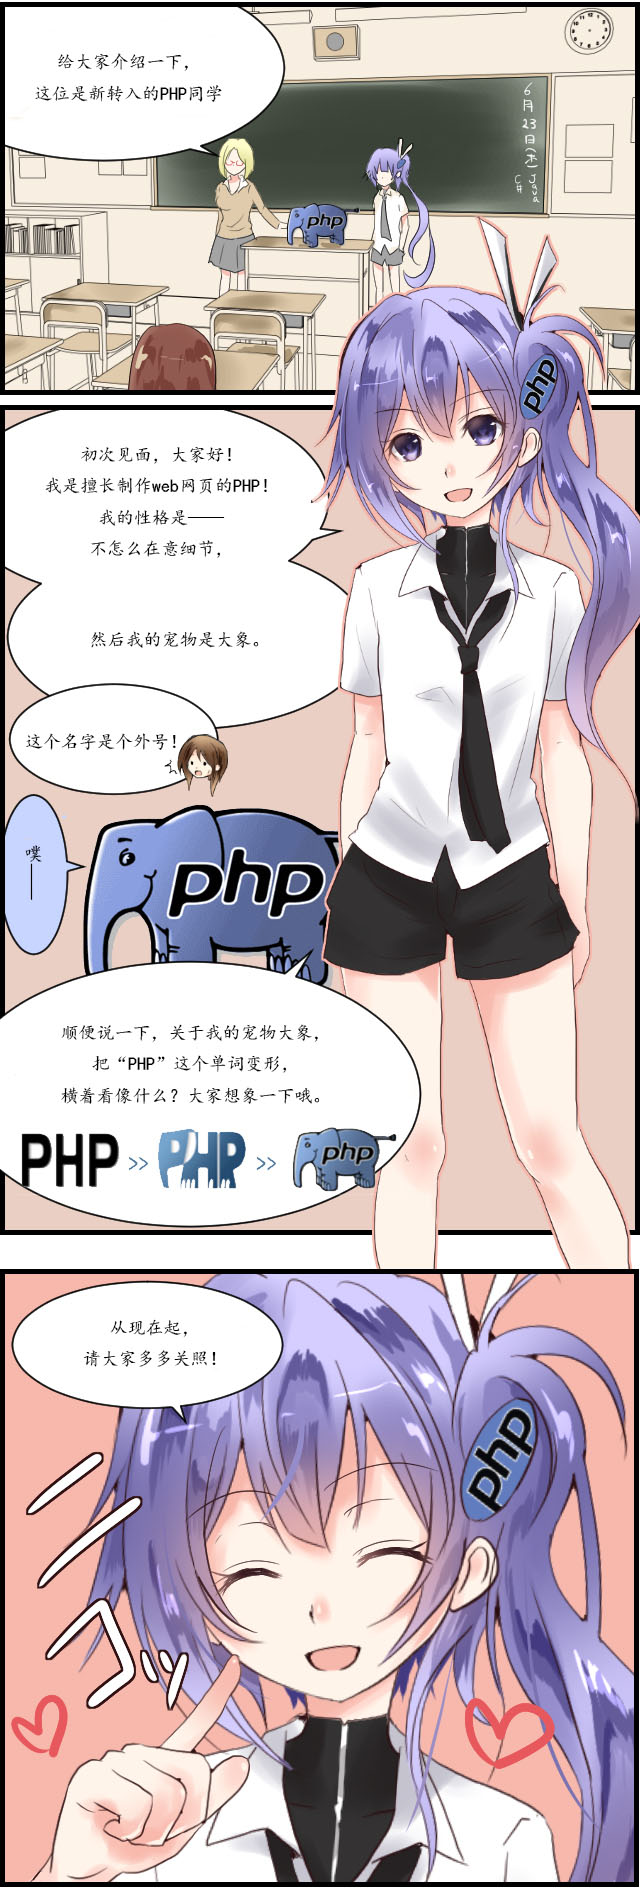 给大家介绍一下，
这位是新转入的PHP同学
6月23日(木)
Java
C#
php
php
初次见面，大家好！
我是擅长制作web网页的PHP！
我的性格是——
不怎么在意细节，
然后我的宠物是大象。
这个名字是个外号！
噗——
php
顺便说一下，关于我的宠物大象，
把“PHP”这个单词变形，
横着看像什么？大家想象一下哦。
PHP >> PHP >> php
从现在起，
请大家多多关照！
php
コッ